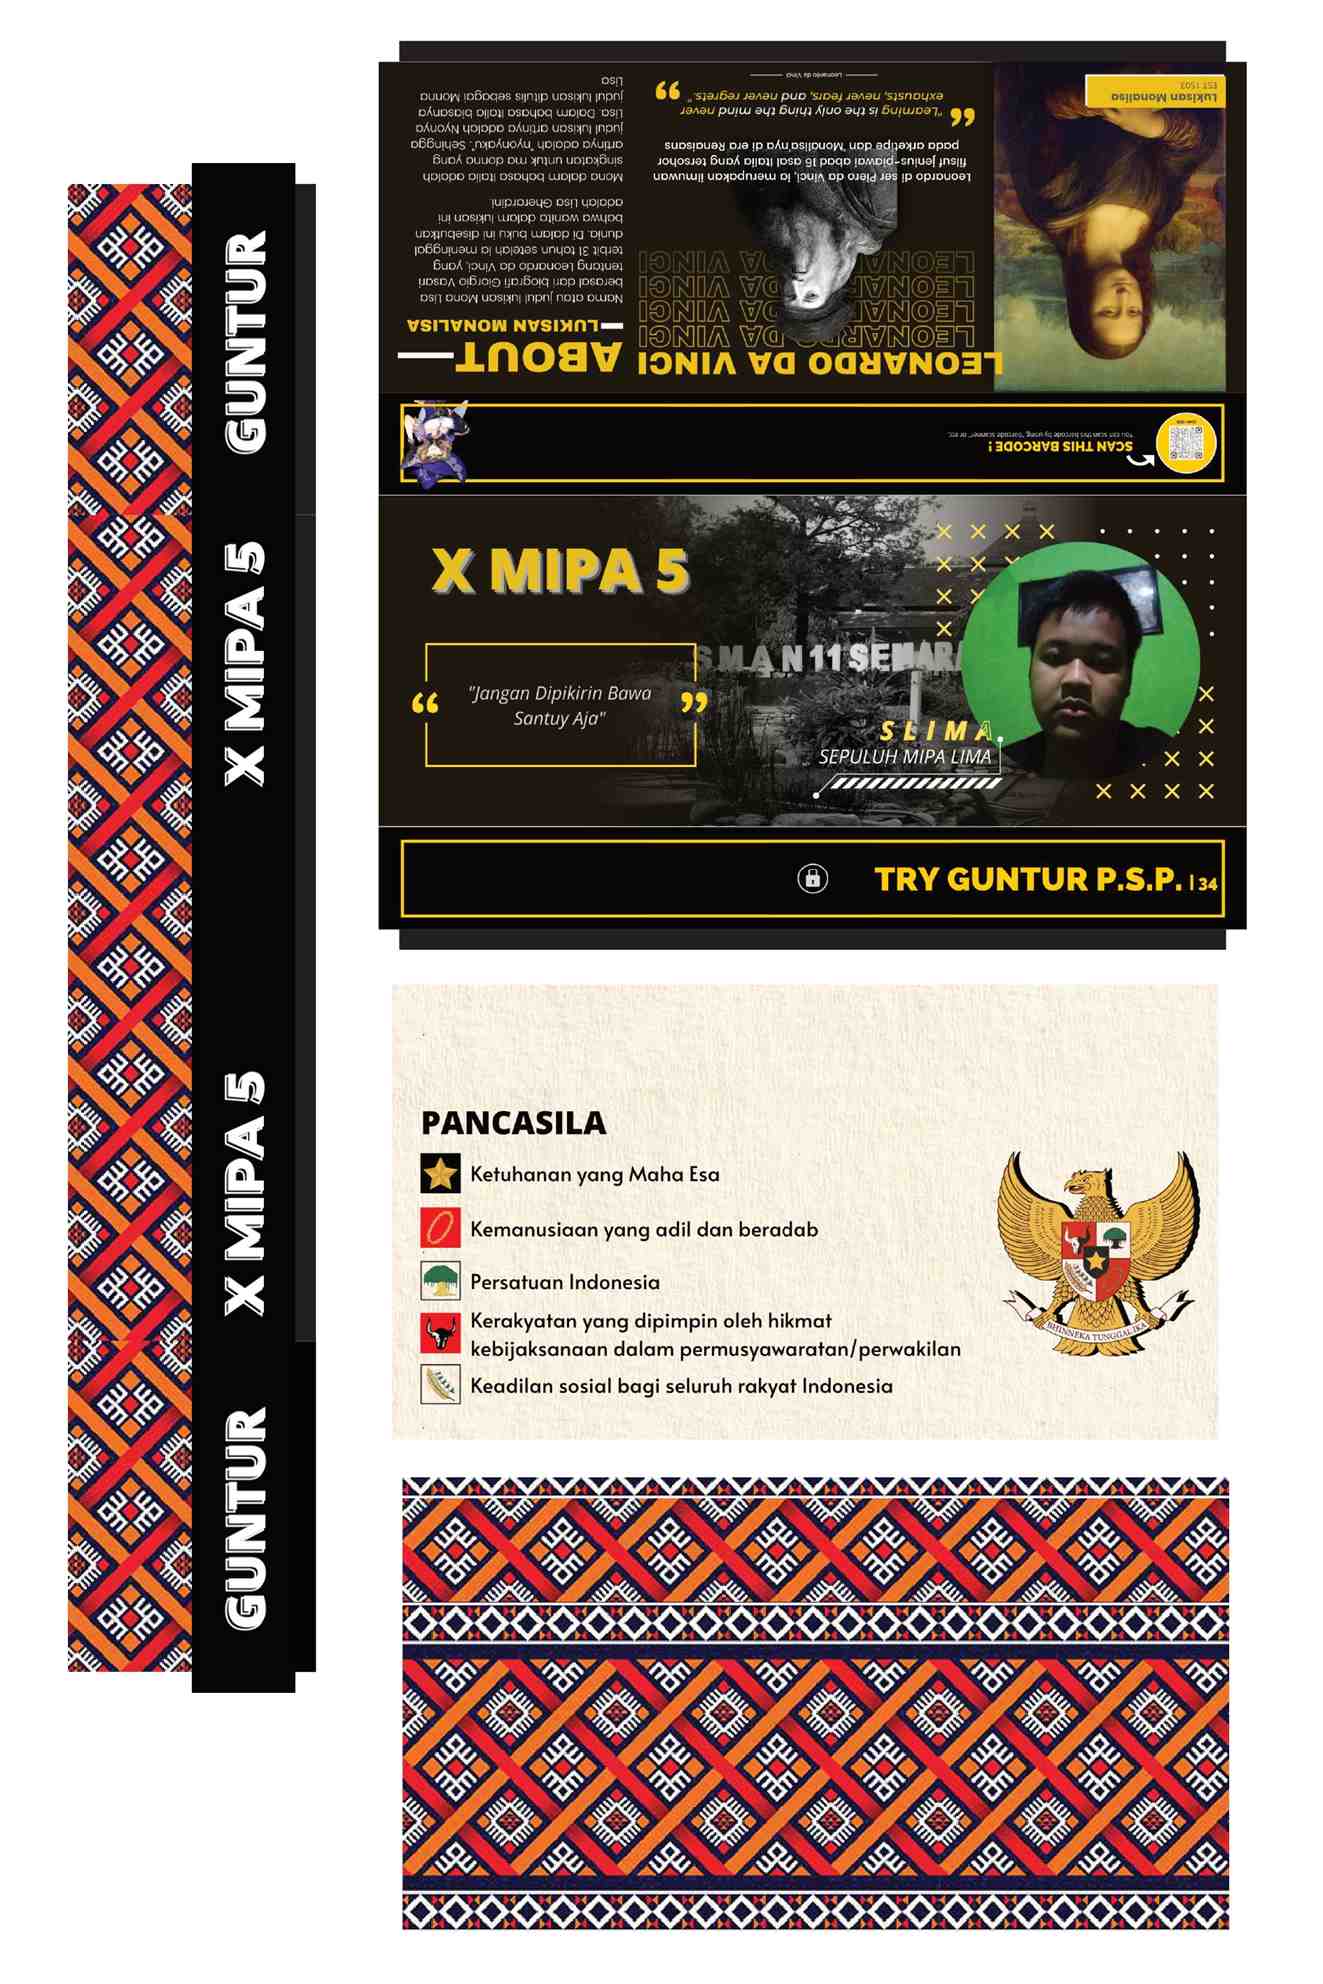 GUNTUR
X MIPA 5
X MIPA 5
GUNTUR
LEONARDO DA VINCI
LEONARDO DA VINCI
LEONARDO DA VINCI
LEONARDO DA VINCI
LEONARDO DA VINCI
Leonardo di ser Piero da Vinci, ia merupakan ilmuwan
filsuf jenius-piawai abad 16 asal Italia yang tersohor
pada arketipe dan 'Monalisa'nya di era Renaisans
"Learning is the only thing the mind never
exhausts, never fears, and never regrets."
Leonardo da Vinci
Lukisan Monalisa
EST 1503
ABOUT
LUKISAN MONALISA
Nama atau judul lukisan Mona Lisa
berasal dari biografi Giorgio Vasari
tentang Leonardo da Vinci, yang
terbit 31 tahun setelah ia meninggal
dunia. Di dalam buku ini disebutkan
bahwa wanita dalam lukisan ini
adalah Lisa Gherardini.
Mona dalam bahasa Italia adalah
singkatan untuk ma donna yang
artinya adalah "nyonyaku". Sehingga
judul lukisan artinya adalah Nyonya
Lisa. Dalam bahasa Italia biasanya
judul lukisan ditulis sebagai Monna
Lisa
SCAN THIS BARCODE !
You can scan this barcode by using "barcode scanner" or etc.
X MIPA 5
"Jangan Dipikirin Bawa
Santuy Aja"
SMAN 11 SEMARA
SLIMA
SEPULUH MIPA LIMA
TRY GUNTUR P.S.P. | 34
PANCASILA
Ketuhanan yang Maha Esa
Kemanusiaan yang adil dan beradab
Persatuan Indonesia
Kerakyatan yang dipimpin oleh hikmat
kebijaksanaan dalam permusyawaratan/perwakilan
Keadilan sosial bagi seluruh rakyat Indonesia
BHINNEKA TUNGGAL IKA